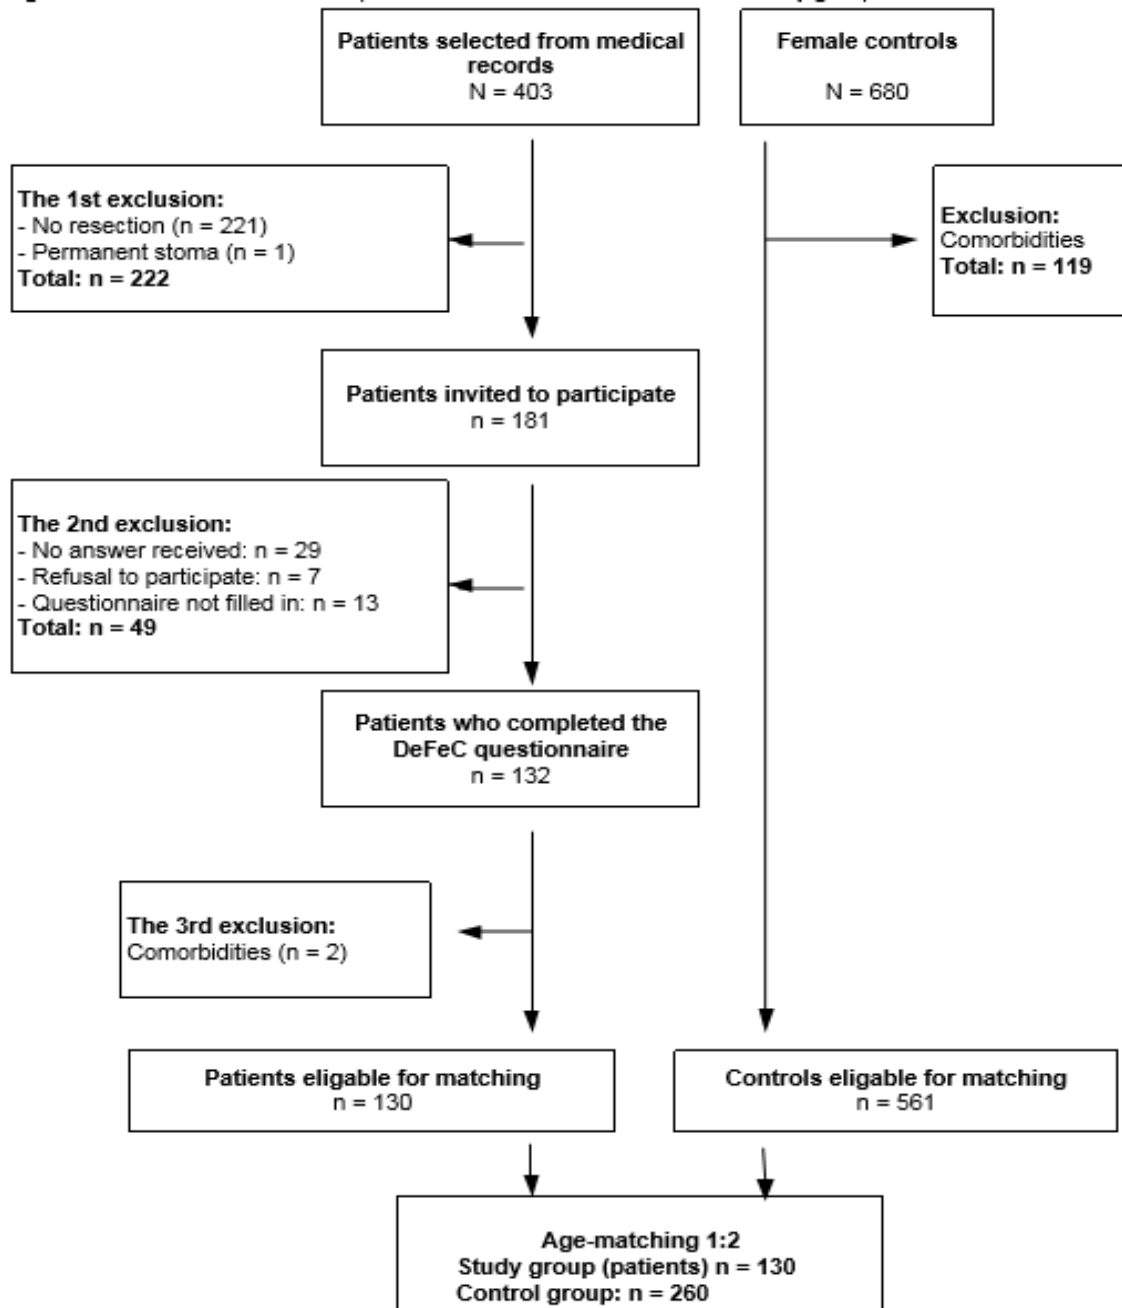 Patients selected from medical
records
N = 403
Female controls
N = 680
The 1st exclusion:
- No resection (n = 221)
- Permanent stoma (n = 1)
Total: n = 222
Exclusion:
Comorbidities
Total: n = 119
Patients invited to participate
n = 181
The 2nd exclusion:
- No answer received: n = 29
- Refusal to participate: n = 7
- Questionnaire not filled in: n = 13
Total: n = 49
Patients who completed the
DeFeC questionnaire
n = 132
The 3rd exclusion:
Comorbidities (n = 2)
Patients eligable for matching
n = 130
Controls eligable for matching
n = 561
Age-matching 1:2
Study group (patients) n = 130
Control group: n = 260